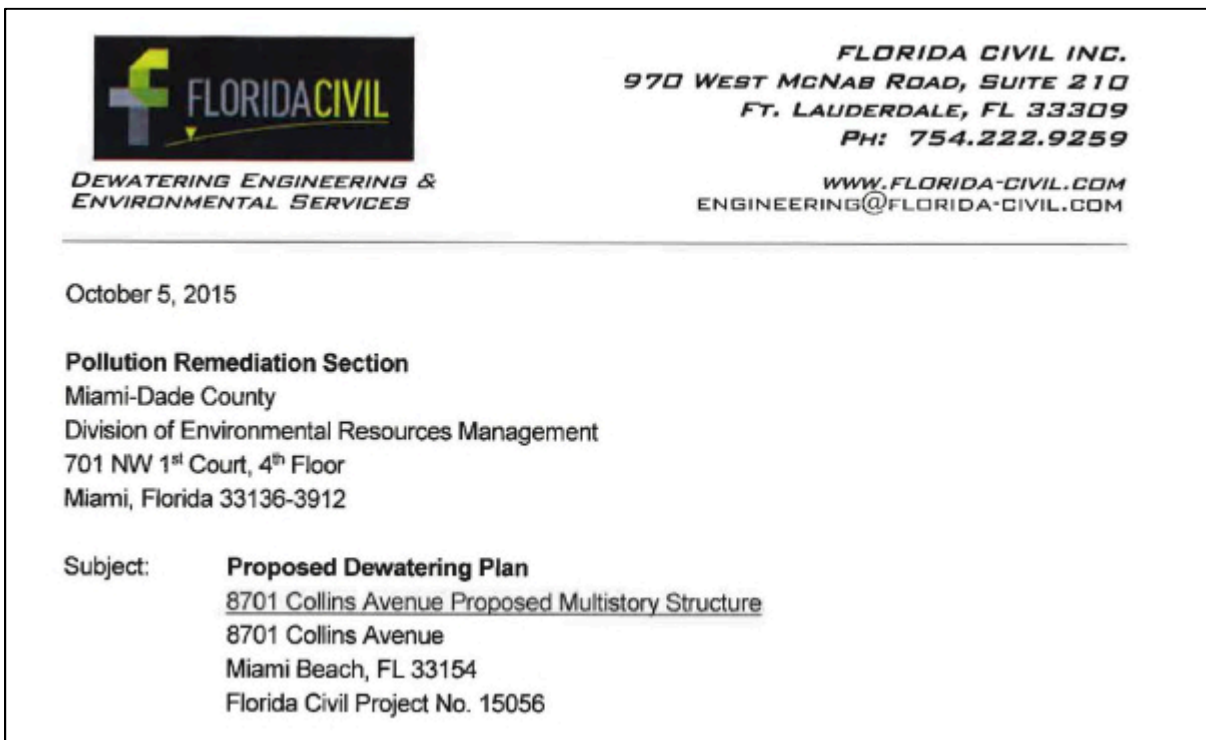 FLORIDACIVIL
DEWATERING ENGINEERING &
ENVIRONMENTAL SERVICES
FLORIDA CIVIL INC.
970 WEST MCNAB ROAD, SUITE 210
FT. LAUDERDALE, FL 33309
PH: 754.222.9259
WWW.FLORIDA-CIVIL.COM
ENGINEERING@FLORIDA-CIVIL.COM
October 5, 2015
Pollution Remediation Section
Miami-Dade County
Division of Environmental Resources Management
701 NW 1st Court, 4th Floor
Miami, Florida 33136-3912
Subject: Proposed Dewatering Plan
8701 Collins Avenue Proposed Multistory Structure
8701 Collins Avenue
Miami Beach, FL 33154
Florida Civil Project No. 15056